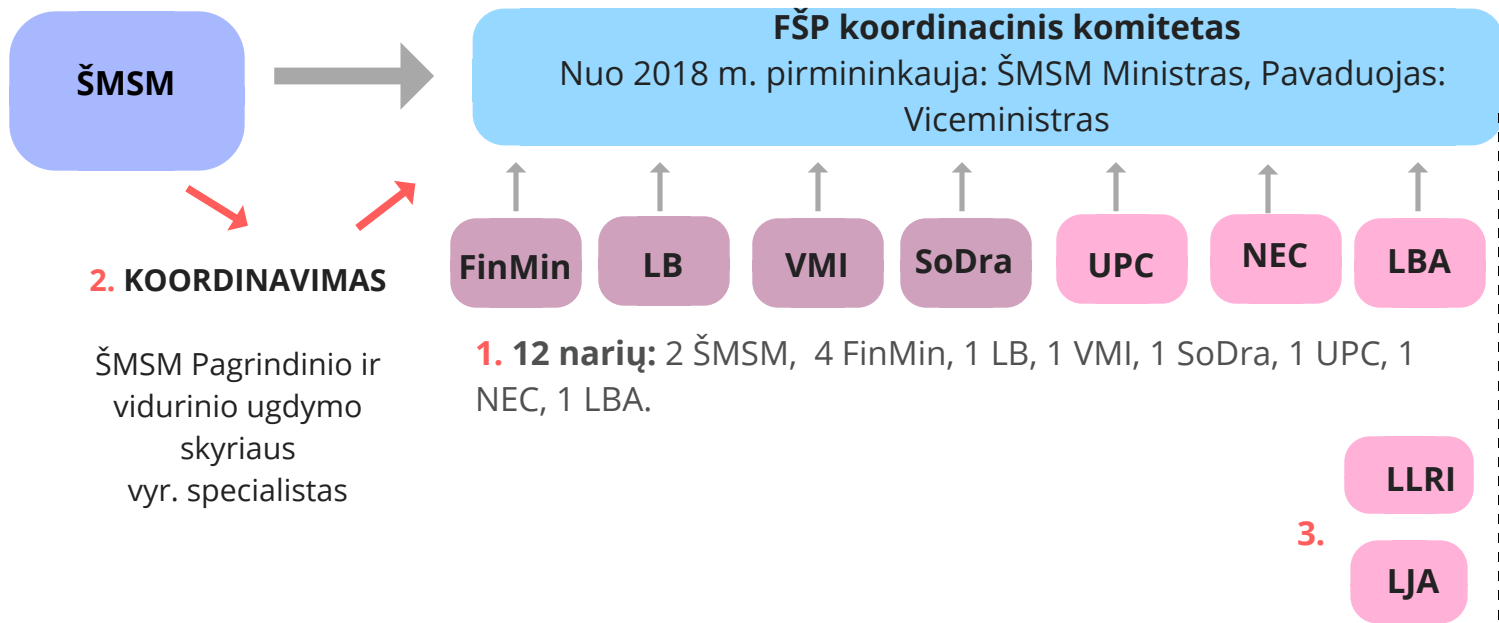 ŠMSM
FŠP koordinacinis komitetas
Nuo 2018 m. pirmininkauja: ŠMSM Ministras, Pavaduojas:
Viceministras
FinMin
LB
VMI
SoDra
UPC
NEC
LBA
2. KOORDINAVIMAS
ŠMSM Pagrindinio ir
vidurinio ugdymo
skyriaus
vyr. specialistas
1. 12 narių: 2 ŠMSM, 4 FinMin, 1 LB, 1 VMI, 1 SoDra, 1 UPC, 1
NEC, 1 LBA.
LLRI
3.
LJA